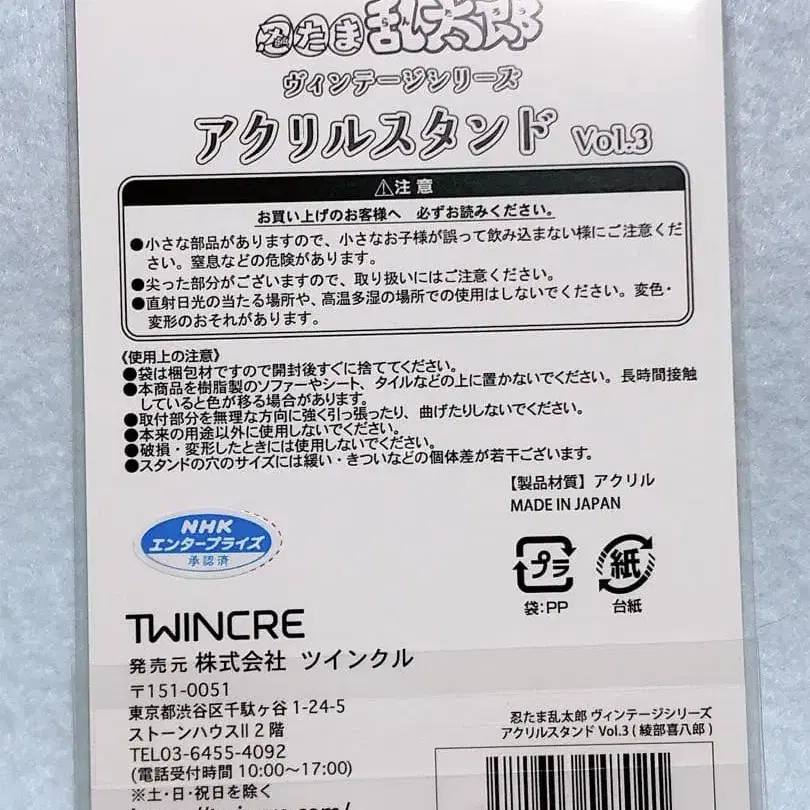 忍たま乱太郎
ヴィンテージシリーズ
アクリルスタンド Vol.3
⚠注意
お買い上げのお客様へ 必ずお読みください。
●小さな部品がありますので、小さなお子様が誤って飲み込まない様にご注意くだ
さい。窒息などの危険があります。
●尖った部分がございますので、取り扱いにはご注意ください。
●直射日光の当たる場所や、高温多湿の場所での使用はしないでください。変色・
変形のおそれがあります。
《使用上の注意》
●袋は梱包材ですので開封後すぐに捨ててください。
●本商品を樹脂製のソファーやシート、タイルなどの上に置かないでください。長時間接触
していると色が移る場合があります。
●取付部分を無理な方向に強く引っ張ったり、曲げたりしないでください。
●本来の用途以外に使用しないでください。
●破損・変形したときには使用しないでください。
●スタンドの穴のサイズには緩い・きついなどの個体差が若干ございます。
【製品材質】アクリル
MADE IN JAPAN
NHK
エンタープライズ
承認済
プラ
紙
袋:PP
台紙
TWINCRE
発売元 株式会社 ツインクル
〒151-0051
東京都渋谷区千駄ヶ谷 1-24-5
ストーンハウスII 2階
TEL03-6455-4092
(電話受付時間 10:00〜17:00)
※土・日・祝日を除く
忍たま乱太郎 ヴィンテージシリーズ
アクリルスタンド Vol.3 (綾部喜八郎)